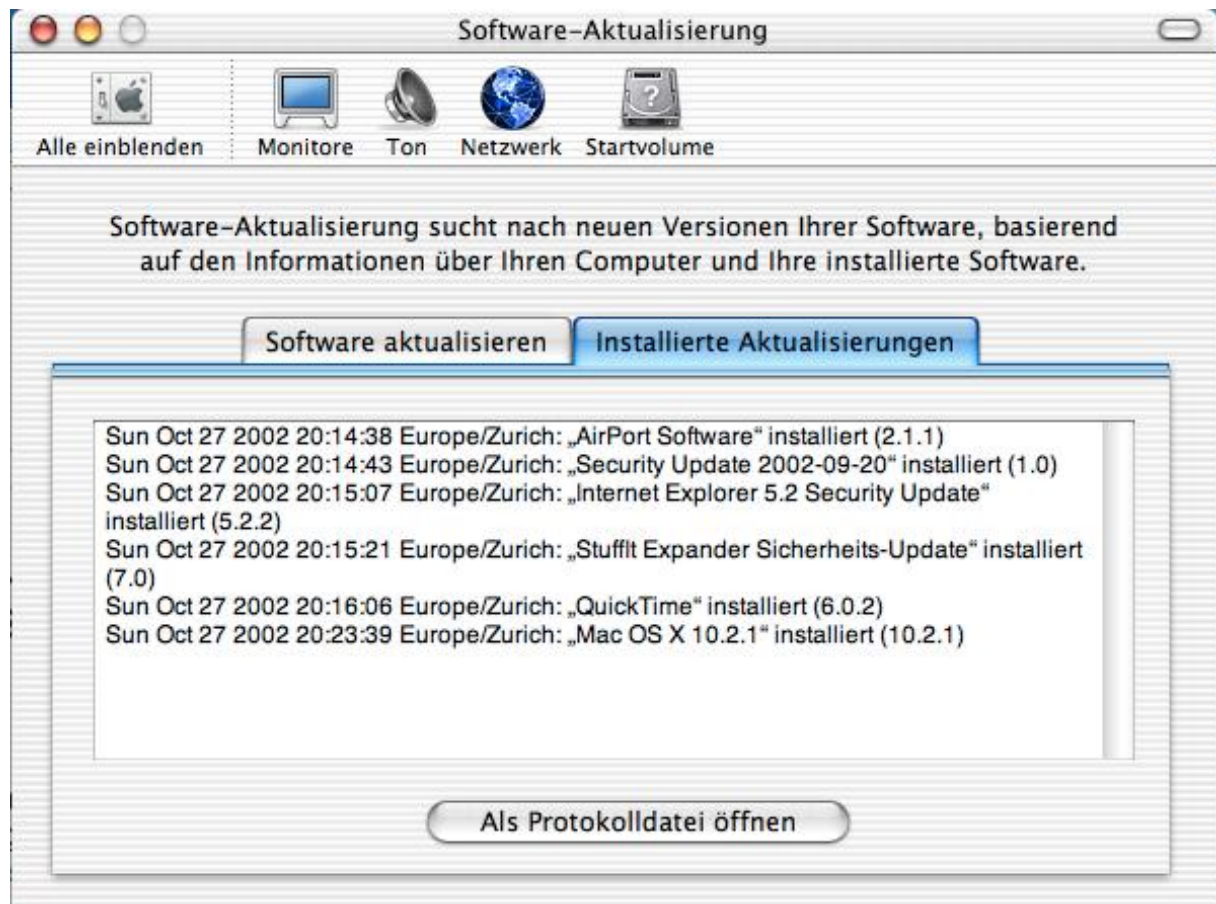 Software-Aktualisierung
Alle einblenden
Monitore
Ton
Netzwerk
Startvolume
Software-Aktualisierung sucht nach neuen Versionen Ihrer Software, basierend
auf den Informationen über Ihren Computer und Ihre installierte Software.
Software aktualisieren
Installierte Aktualisierungen
Sun Oct 27 2002 20:14:38 Europe/Zurich: „AirPort Software“ installiert (2.1.1)
Sun Oct 27 2002 20:14:43 Europe/Zurich: „Security Update 2002-09-20“ installiert (1.0)
Sun Oct 27 2002 20:15:07 Europe/Zurich: „Internet Explorer 5.2 Security Update“
installiert (5.2.2)
Sun Oct 27 2002 20:15:21 Europe/Zurich: „StuffIt Expander Sicherheits-Update“ installiert
(7.0)
Sun Oct 27 2002 20:16:06 Europe/Zurich: „QuickTime“ installiert (6.0.2)
Sun Oct 27 2002 20:23:39 Europe/Zurich: „Mac OS X 10.2.1“ installiert (10.2.1)
Als Protokolldatei öffnen